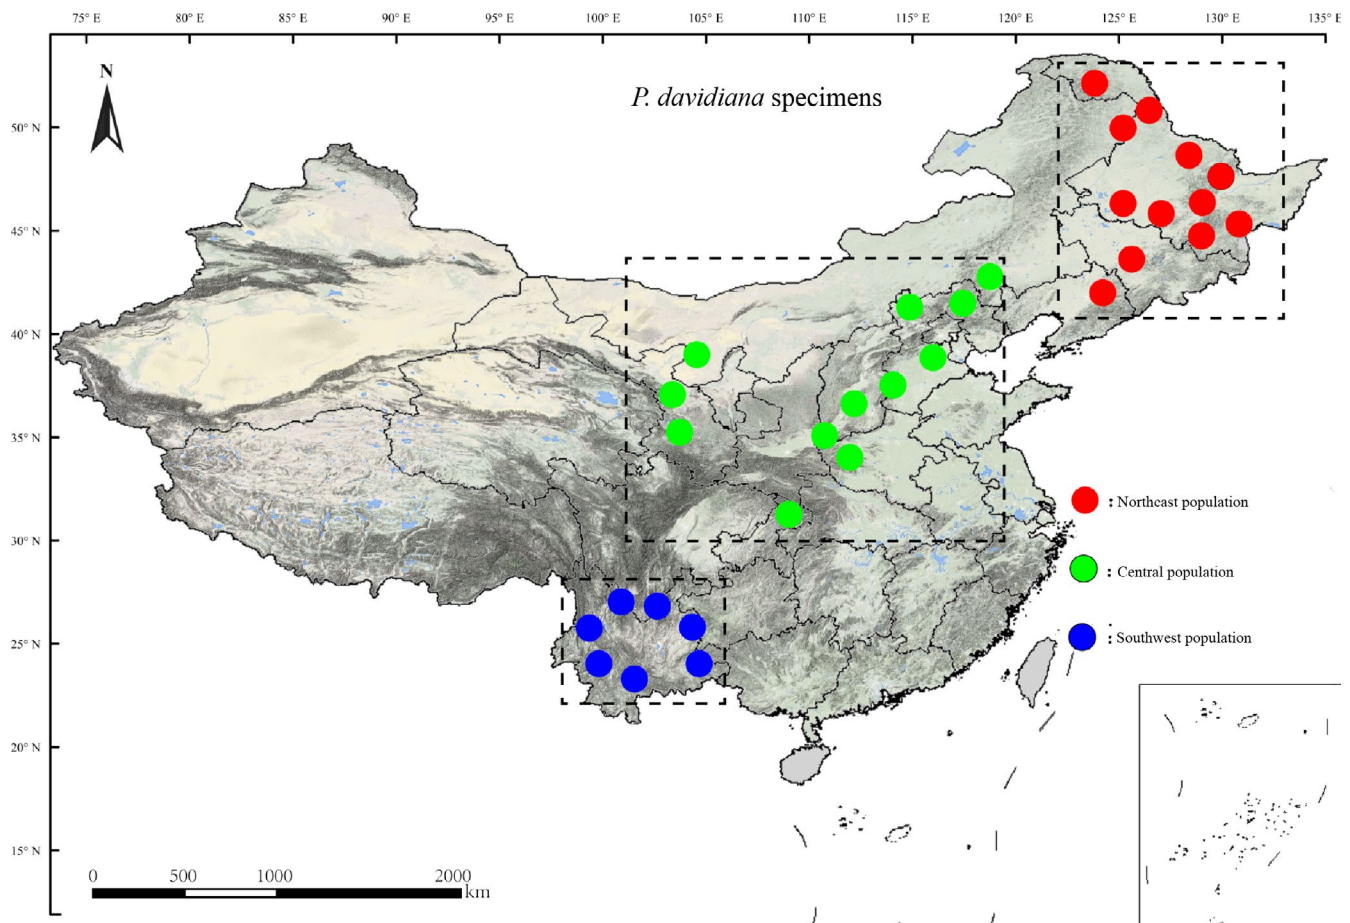 75° E 80° E 85° E 90° E 95° E 100° E 105° E 110° E 115° E 120° E 125° E 130° E 135° E
N
P. davidiana specimens
50° N
45° N
40° N
35° N
30° N
25° N
20° N
15° N
: Northeast population
: Central population
: Southwest population
0 500 1000 2000
km